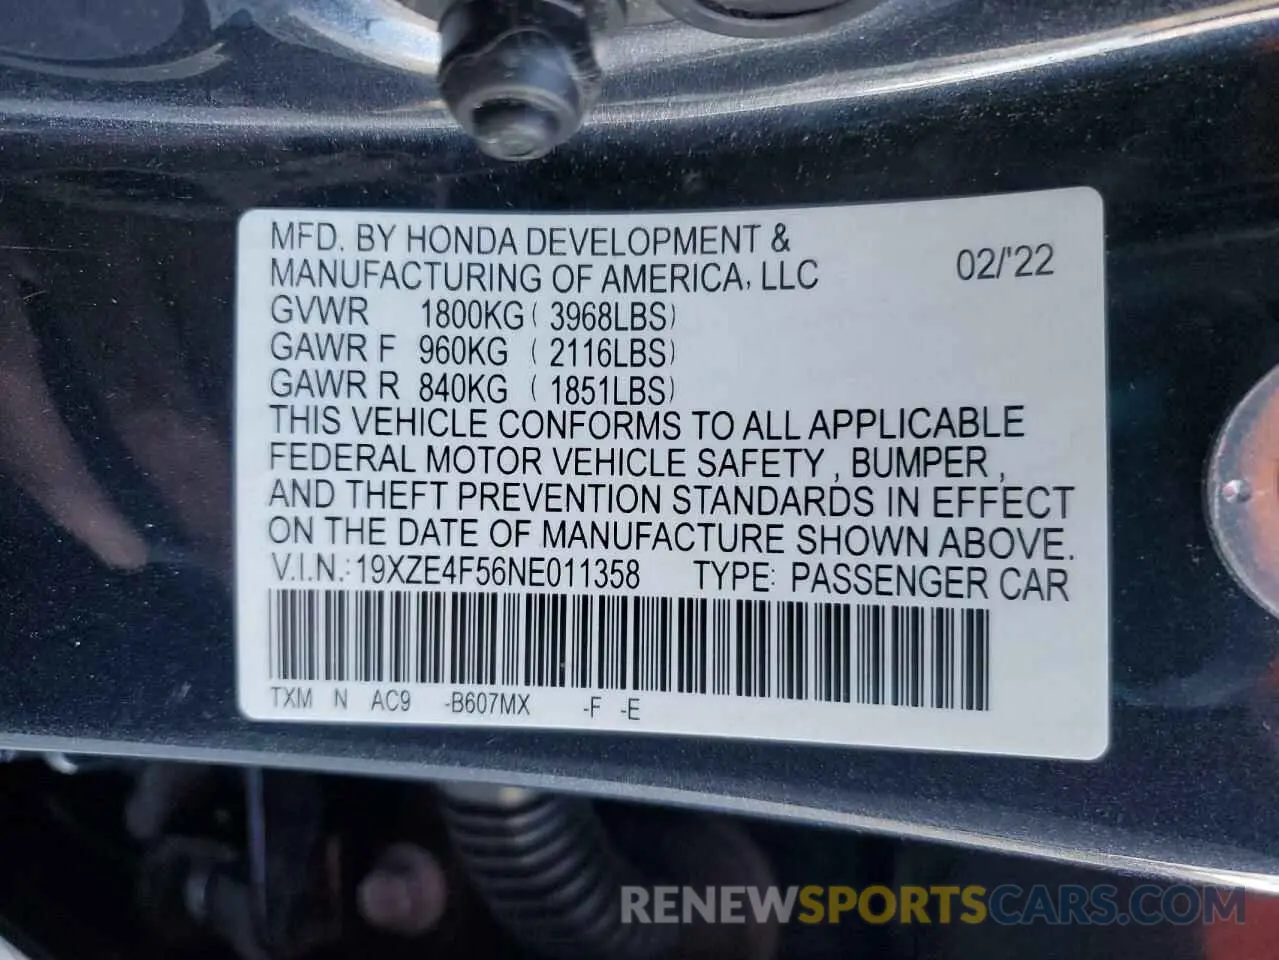 MFD. BY HONDA DEVELOPMENT &
MANUFACTURING OF AMERICA, LLC 02/'22
GVWR 1800KG ( 3968LBS)
GAWR F 960KG ( 2116LBS)
GAWR R 840KG ( 1851LBS)
THIS VEHICLE CONFORMS TO ALL APPLICABLE
FEDERAL MOTOR VEHICLE SAFETY , BUMPER ,
AND THEFT PREVENTION STANDARDS IN EFFECT
ON THE DATE OF MANUFACTURE SHOWN ABOVE.
V.I.N.: 19XZE4F56NE011358 TYPE: PASSENGER CAR
TXM N AC9 -B607MX -F -E
RENEWSPORTSCARS.COM